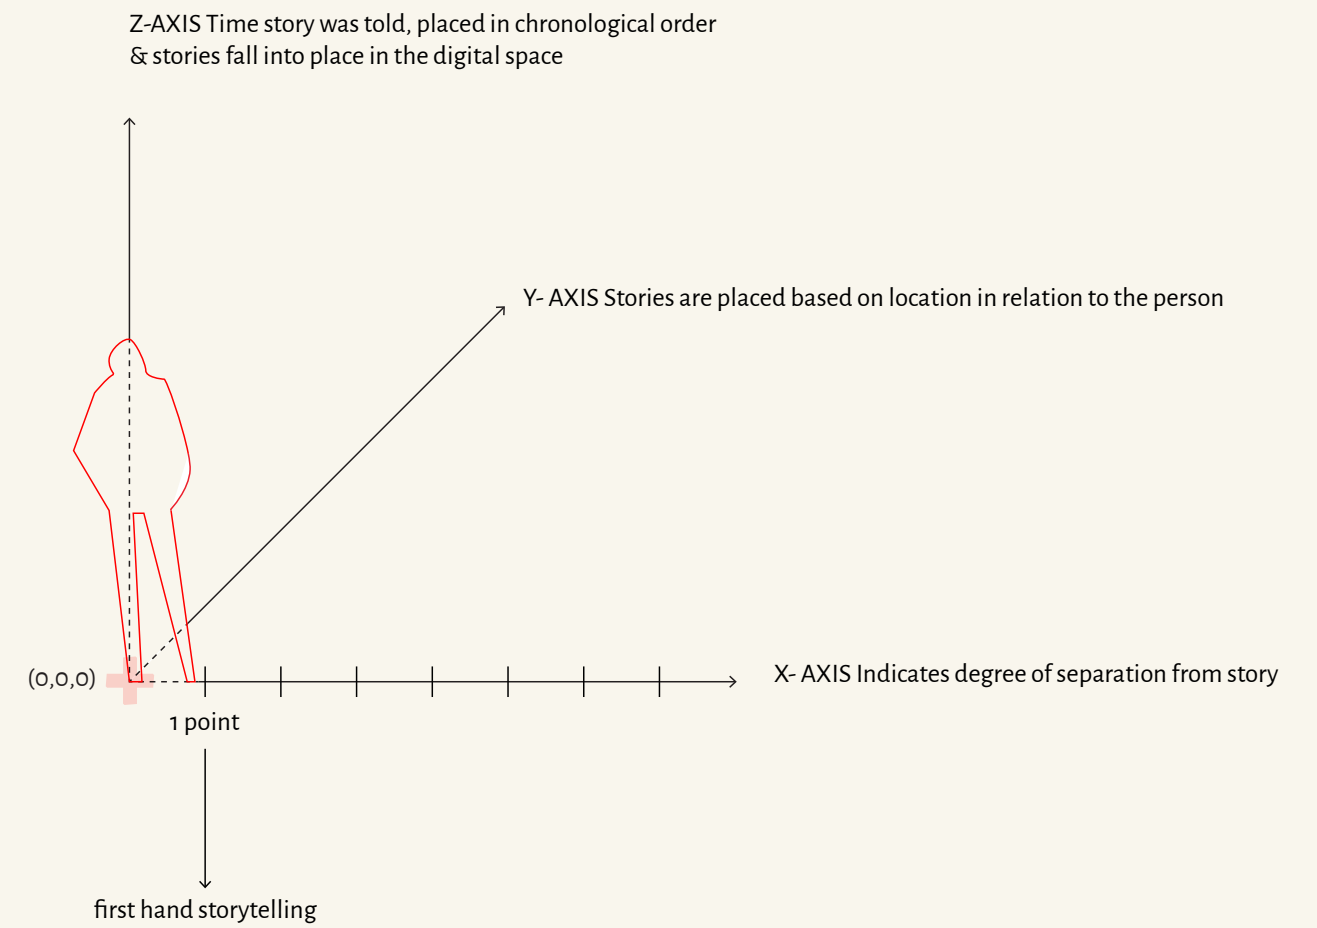 Z-AXIS Time story was told, placed in chronological order
& stories fall into place in the digital space
Y- AXIS Stories are placed based on location in relation to the person
(0,0,0)
X- AXIS Indicates degree of separation from story
1 point
first hand storytelling